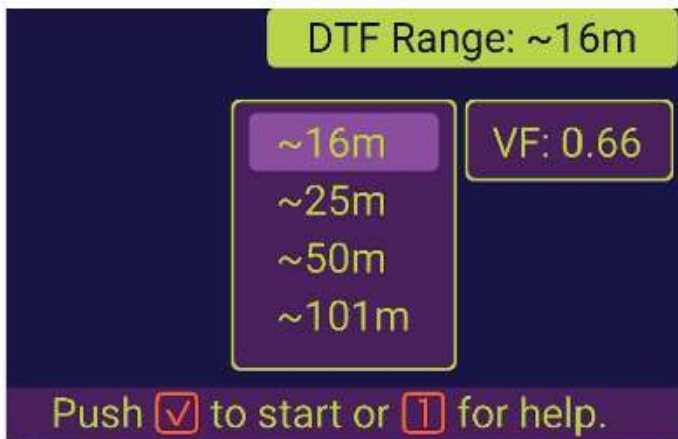 DTF Range: ~16m
~16m
VF: 0.66
~25m
~50m
~101m
Push ✓ to start or 1 for help.